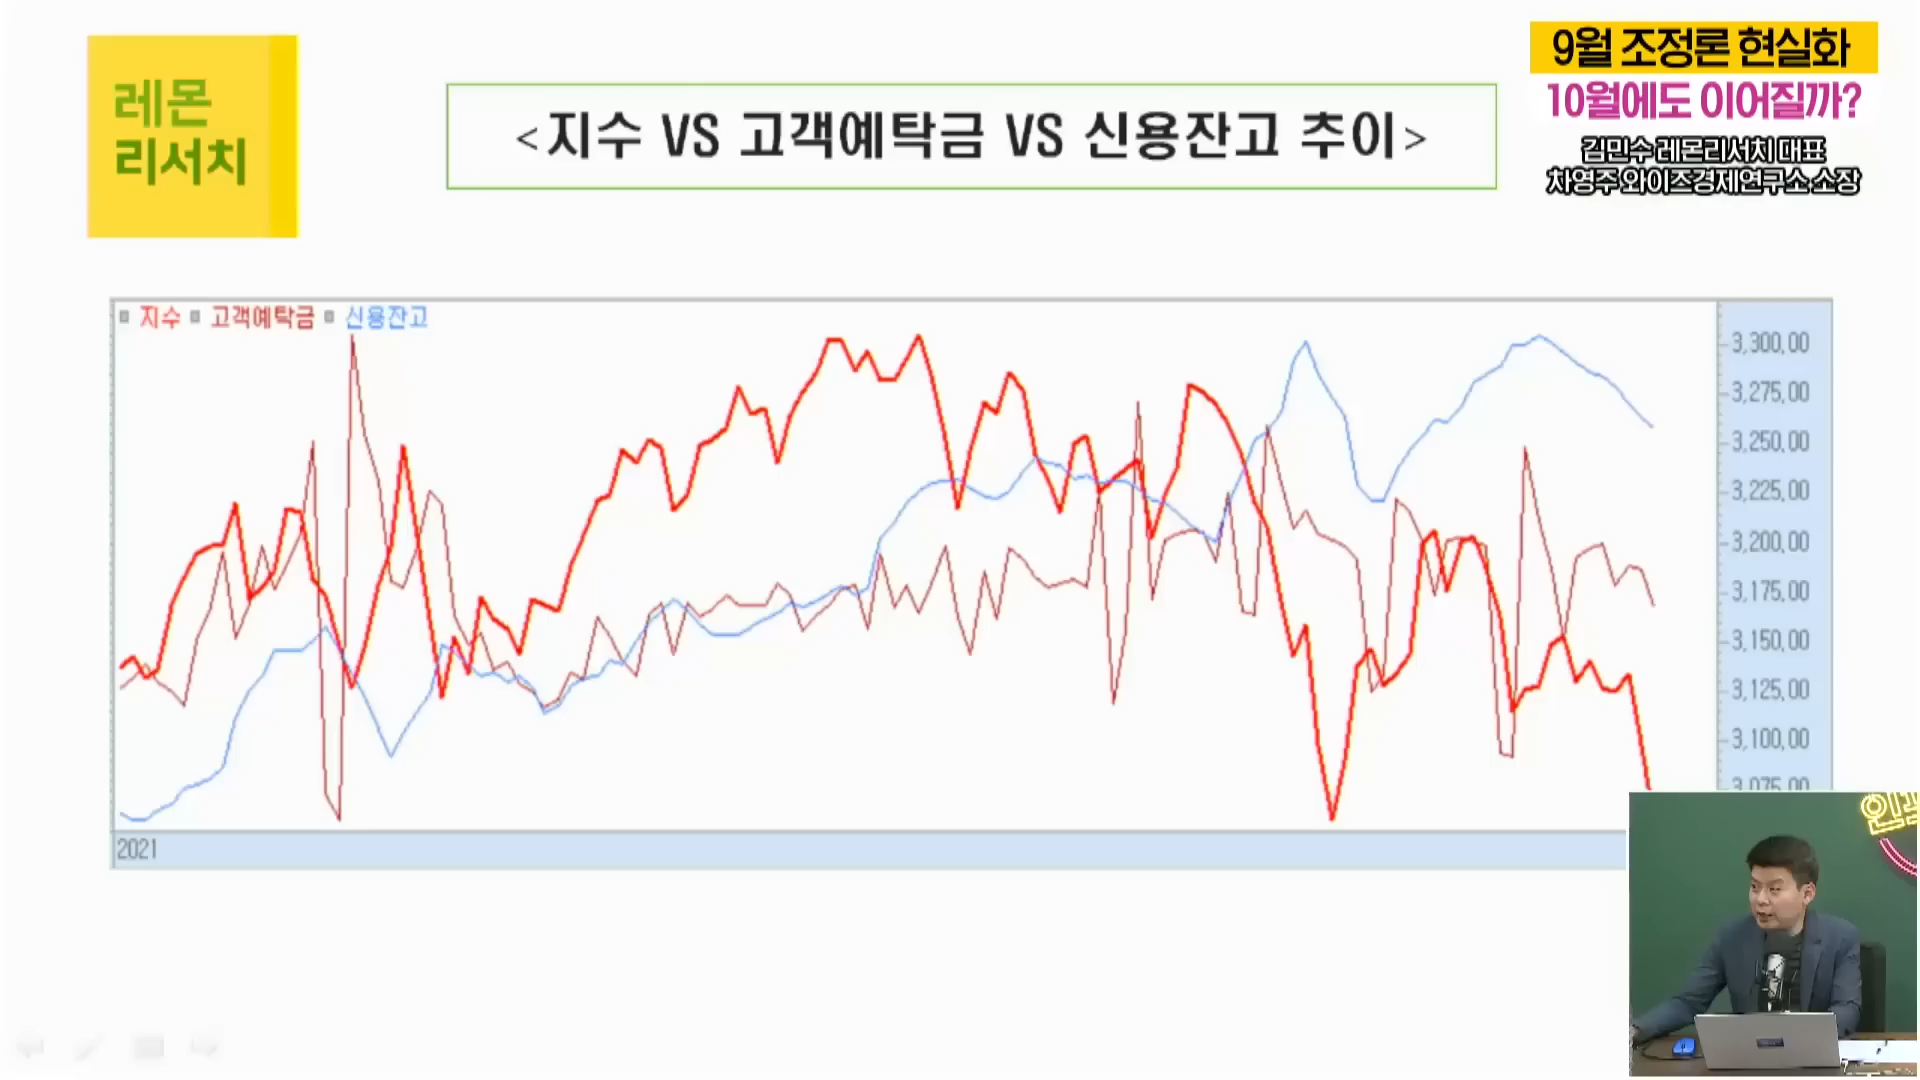 레몬
리서치
<지수 VS 고객예탁금 VS 신용잔고 추이>
9월 조정론 현실화
10월에도 이어질까?
김민수 레몬리서치 대표
차영주 와이즈경제연구소 소장
지수 고객예탁금 신용잔고
3,300.00
3,275.00
3,250.00
3,225.00
3,200.00
3,175.00
3,150.00
3,125.00
3,100.00
3,075.00
2021